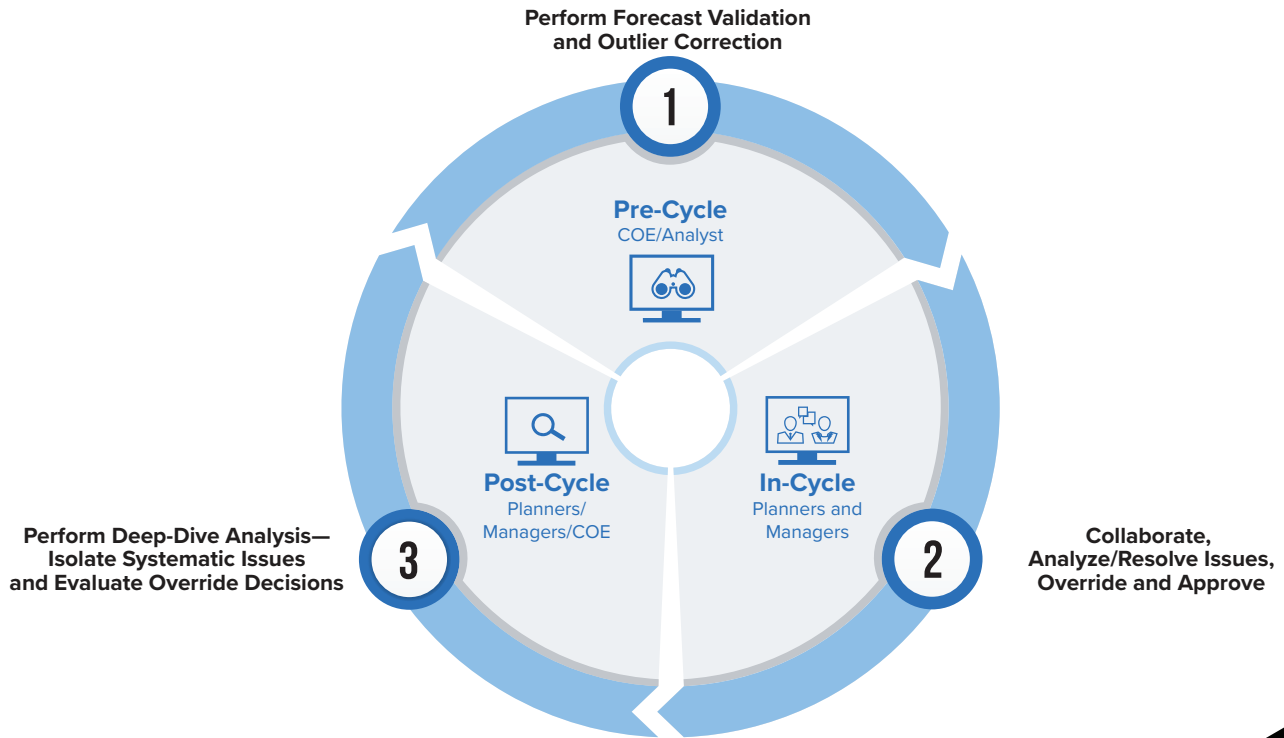 Perform Forecast Validation
and Outlier Correction
1
Pre-Cycle
COE/Analyst
In-Cycle
Planners and
Managers
2
Collaborate,
Analyze/Resolve Issues,
Override and Approve
Post-Cycle
Planners/
Managers/COE
3
Perform Deep-Dive Analysis—
Isolate Systematic Issues
and Evaluate Override Decisions